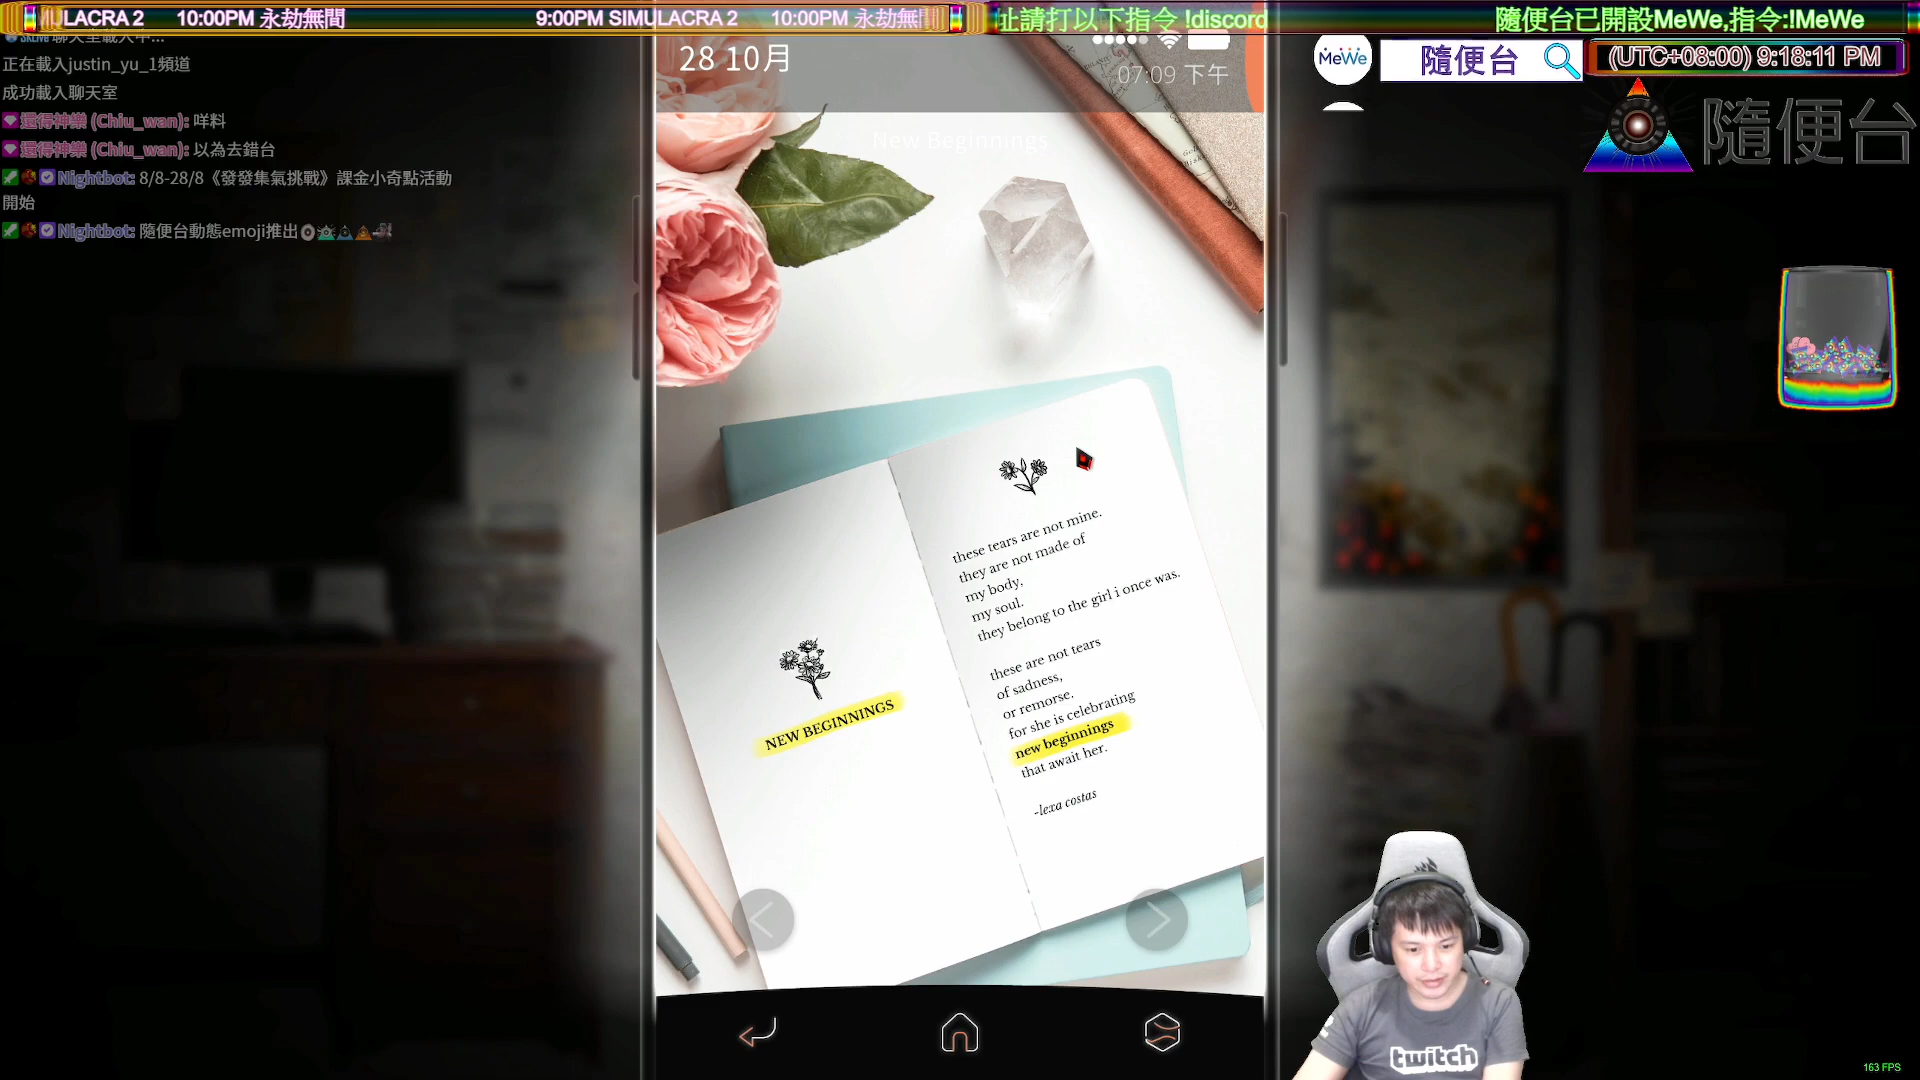 ULACRA 2 10:00PM 永劫無間 9:00PM SIMULACRA 2 10:00PM 永劫無間
止請打以下指令 !discord
隨便台已開設MeWe,指令:!MeWe
聊天室載入中...
正在載入justin_yu_1頻道
成功載入聊天室
還得神樂 (Chiu_wan): 咩料
還得神樂 (Chiu_wan): 以為去錯台
Nightbot: 8/8-28/8《發發集氣挑戰》課金小奇點活動
開始
Nightbot: 隨便台動態emoji推出
28 10月
07:09 下午
New Beginnings
MeWe
隨便台
(UTC+08:00) 9:18:11 PM
隨便台
NEW BEGINNINGS
these tears are not mine.
they are not made of
my body,
my soul.
they belong to the girl i once was.
these are not tears
of sadness,
or remorse.
for she is celebrating
new beginnings
that await her.
-lexa costas
twitch
163 FPS